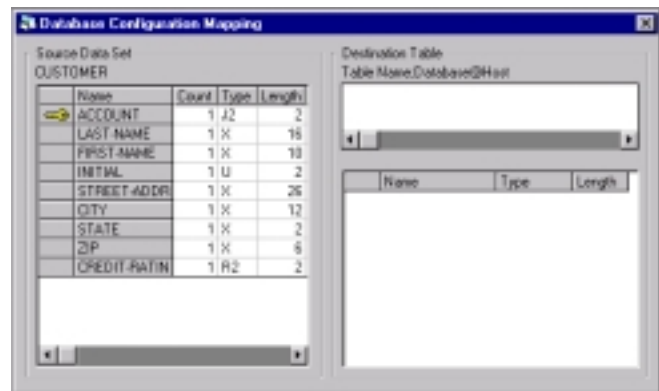 Database Configuration Mapping
Source Data Set
CUSTOMER
Name Count Type Length
ACCOUNT 1 J2 2
LAST-NAME 1 X 16
FIRST-NAME 1 X 10
INITIAL 1 U 2
STREET-ADDR 1 X 26
CITY 1 X 12
STATE 1 X 2
ZIP 1 X 6
CREDIT-RATIN 1 R2 2
Destination Table
Table Name.Database@Host
Name Type Length